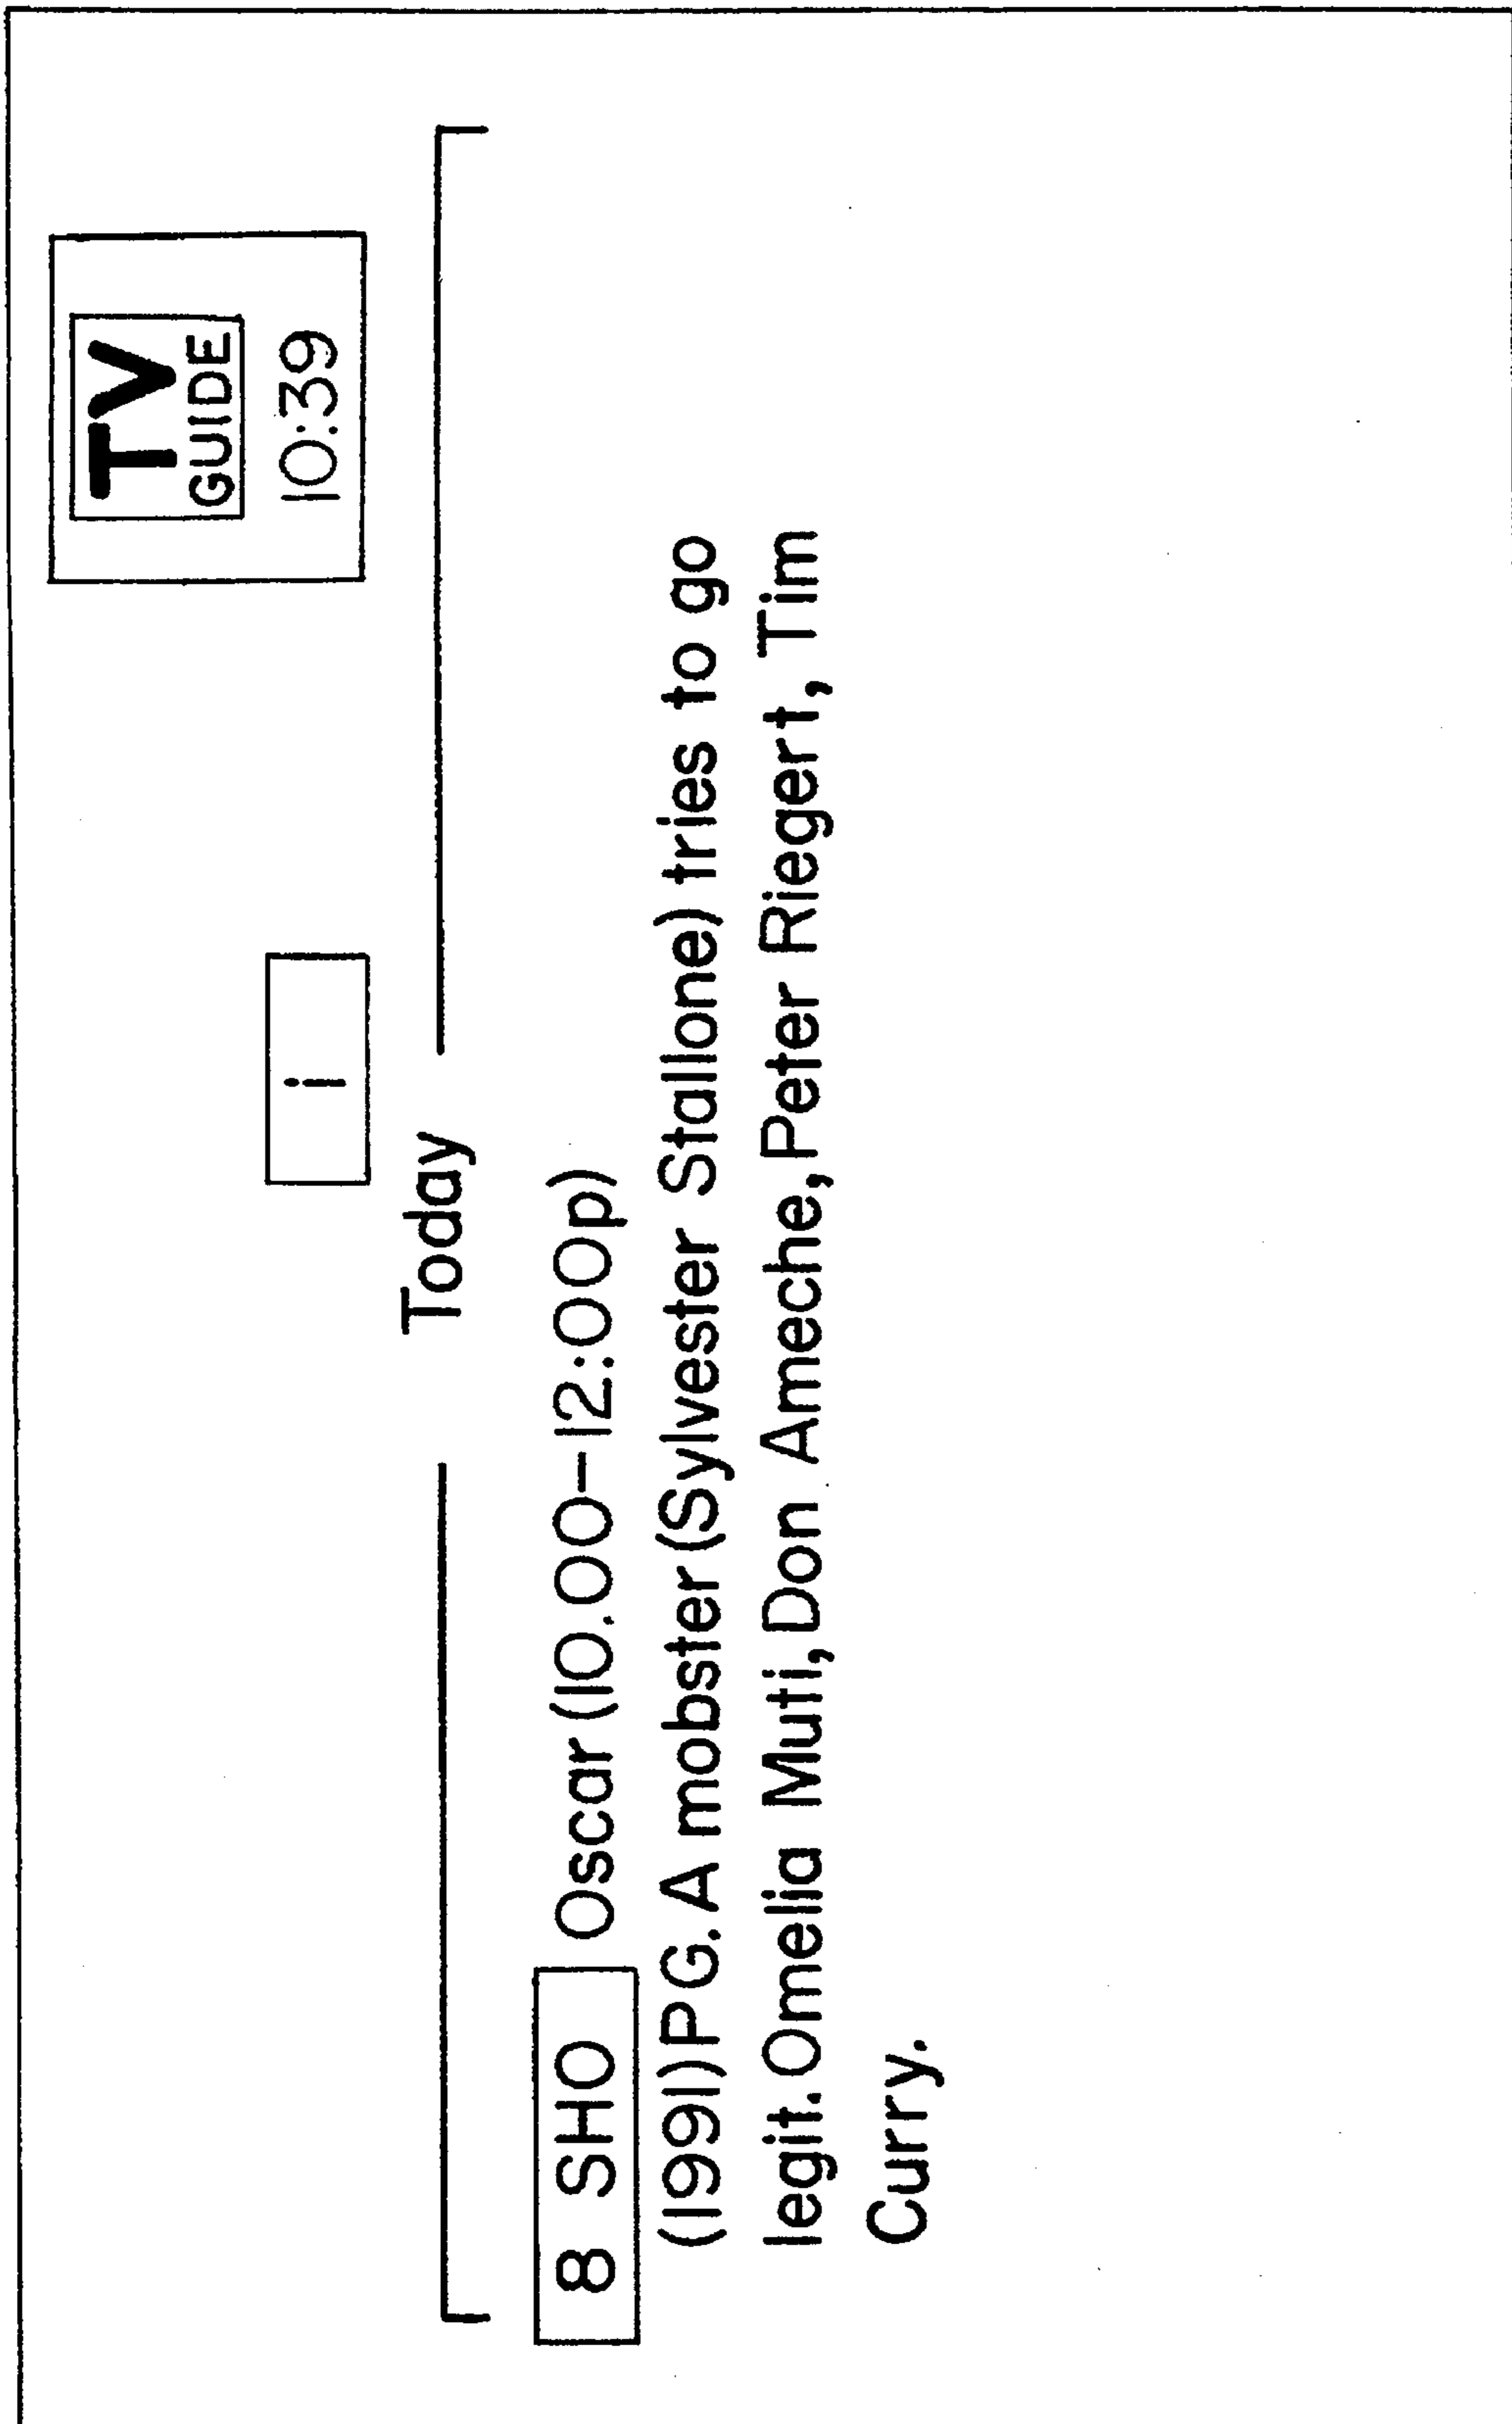 TV
GUIDE
10:39
i
Today
8 SHO Oscar (10.00-12:00p)
(1991) PG. A mobster (Sylvester Stallone) tries to go
legit. Omelia Muti, Don Ameche, Peter Riegert, Tim
Curry.